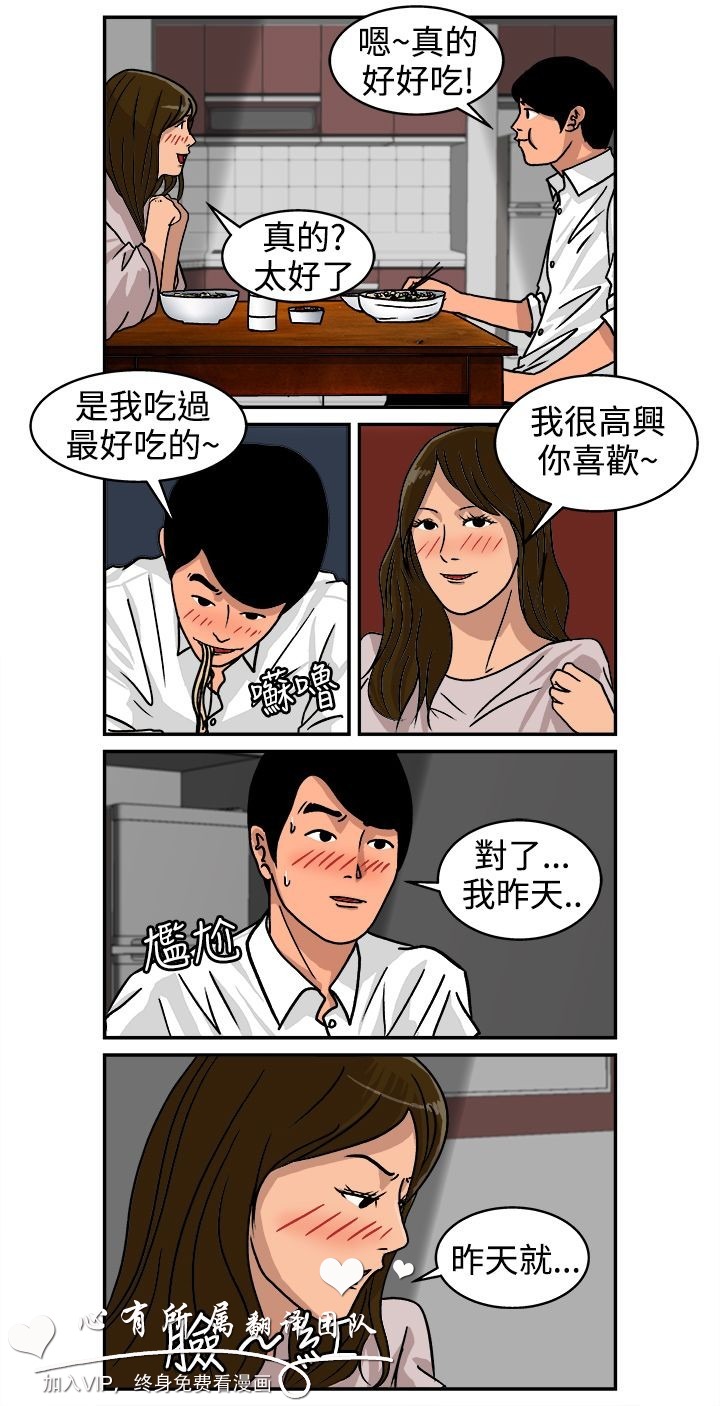 嗯~真的
好好吃!
真的?
太好了
是我吃過
最好吃的~
我很高興
你喜歡~
囌嚕
對了...
我昨天..
尷尬
昨天就...
心有所属翻译团队
臉~紅
加入VIP，终身免费看漫画